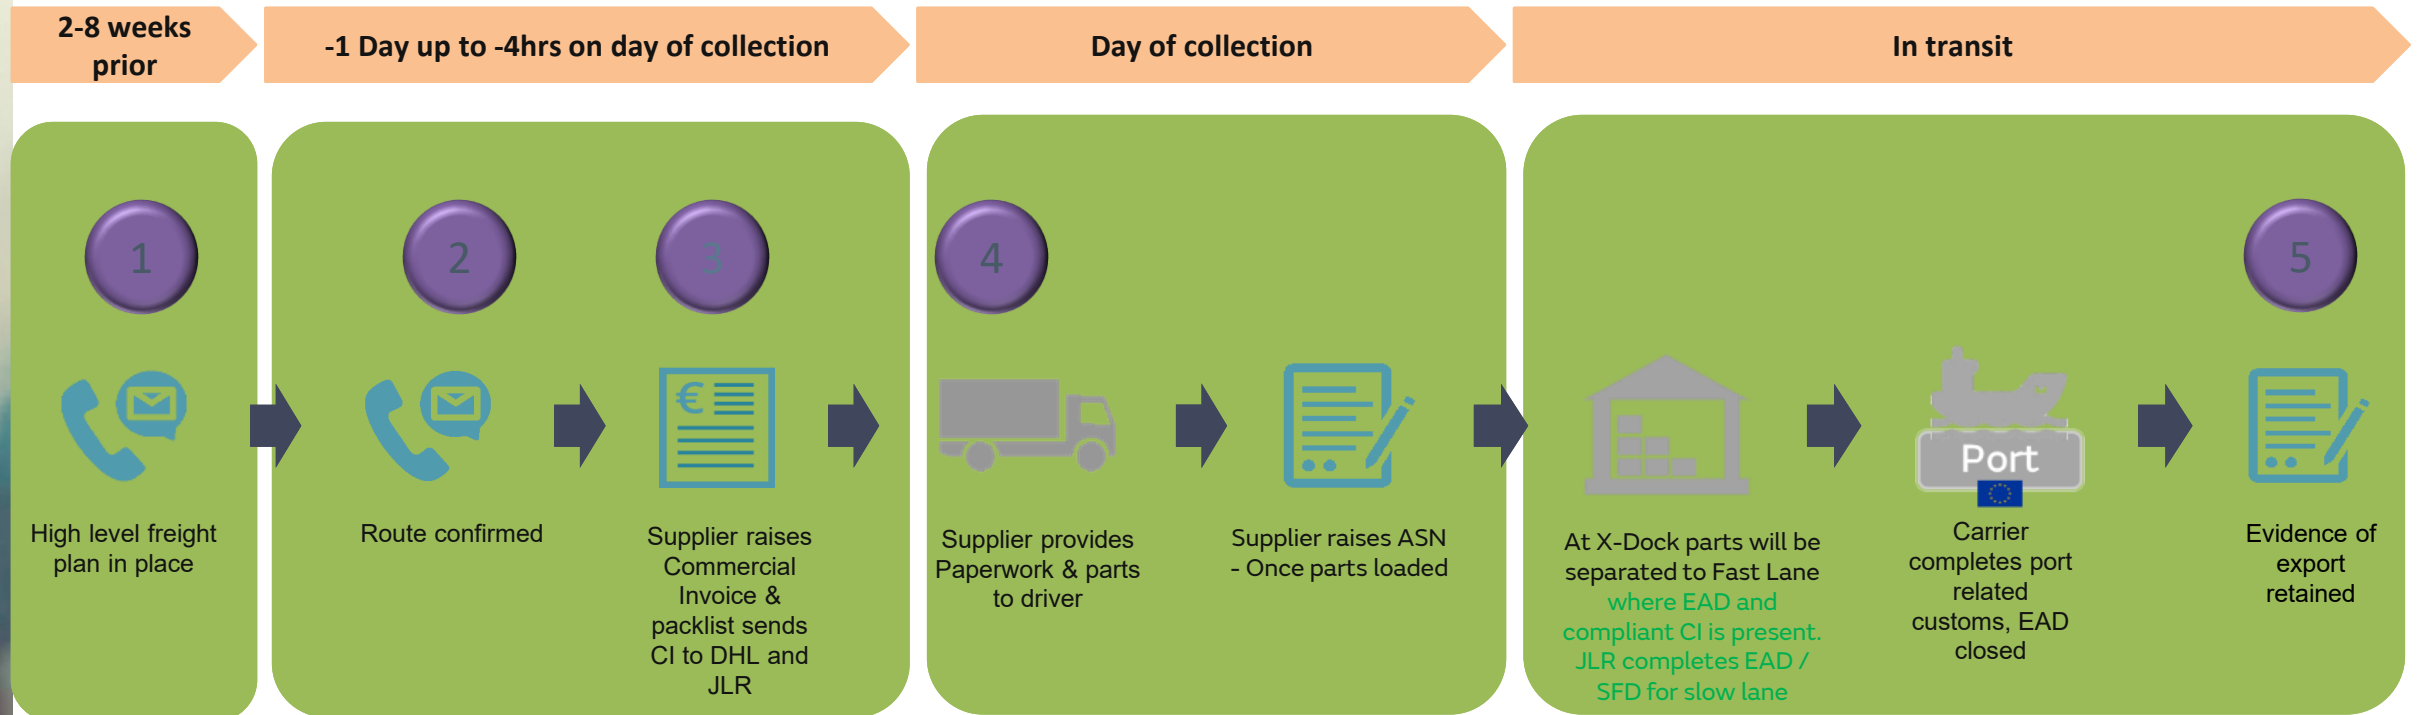 2-8 weeks
prior
-1 Day up to -4hrs on day of collection
Day of collection
In transit
1
2
3
4
5
€
Port
High level freight
plan in place
Route confirmed
Supplier raises
Commercial
Invoice &
packlist sends
CI to DHL and
JLR
Supplier provides
Paperwork & parts
to driver
Supplier raises ASN
- Once parts loaded
At X-Dock parts will be
separated to Fast Lane
where EAD and
compliant CI is present.
JLR completes EAD /
SFD for slow lane
Carrier
completes port
related
customs, EAD
closed
Evidence of
export
retained